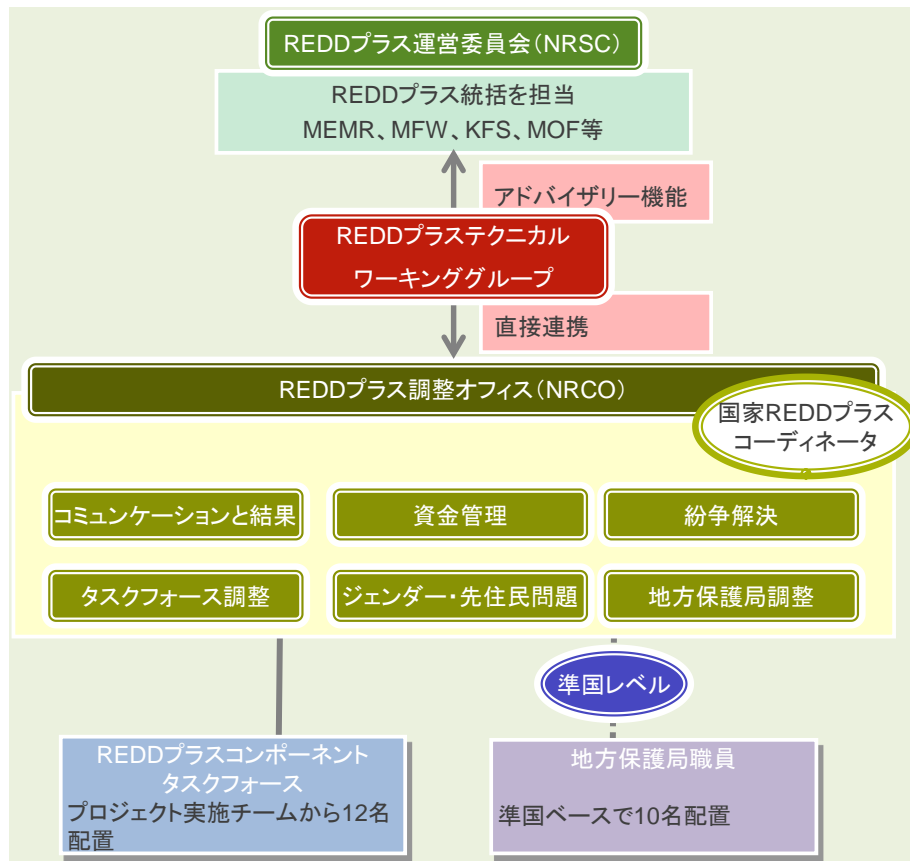 REDDプラス運営委員会（NRSC）
REDDプラス統括を担当
MEMR、MFW、KFS、MOF等
アドバイザリー機能
REDDプラステクニカル
ワーキンググループ
直接連携
REDDプラス調整オフィス（NRCO）
国家REDDプラス
コーディネータ
コミュンケーションと結果
資金管理
紛争解決
タスクフォース調整
ジェンダー・先住民問題
地方保護局調整
準国レベル
REDDプラスコンポーネント
タスクフォース
プロジェクト実施チームから12名
配置
地方保護局職員
準国ベースで10名配置